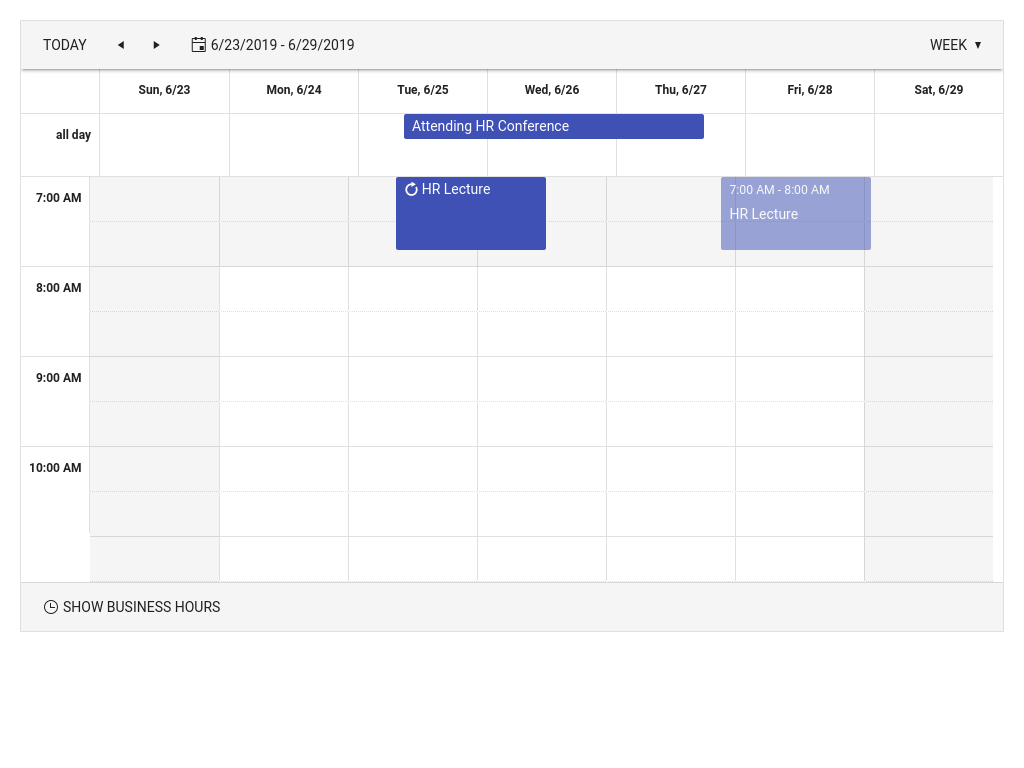 TODAY 6/23/2019 - 6/29/2019 WEEK
Sun, 6/23 Mon, 6/24 Tue, 6/25 Wed, 6/26 Thu, 6/27 Fri, 6/28 Sat, 6/29
all day Attending HR Conference
7:00 AM HR Lecture 7:00 AM - 8:00 AM
HR Lecture
8:00 AM
9:00 AM
10:00 AM
SHOW BUSINESS HOURS